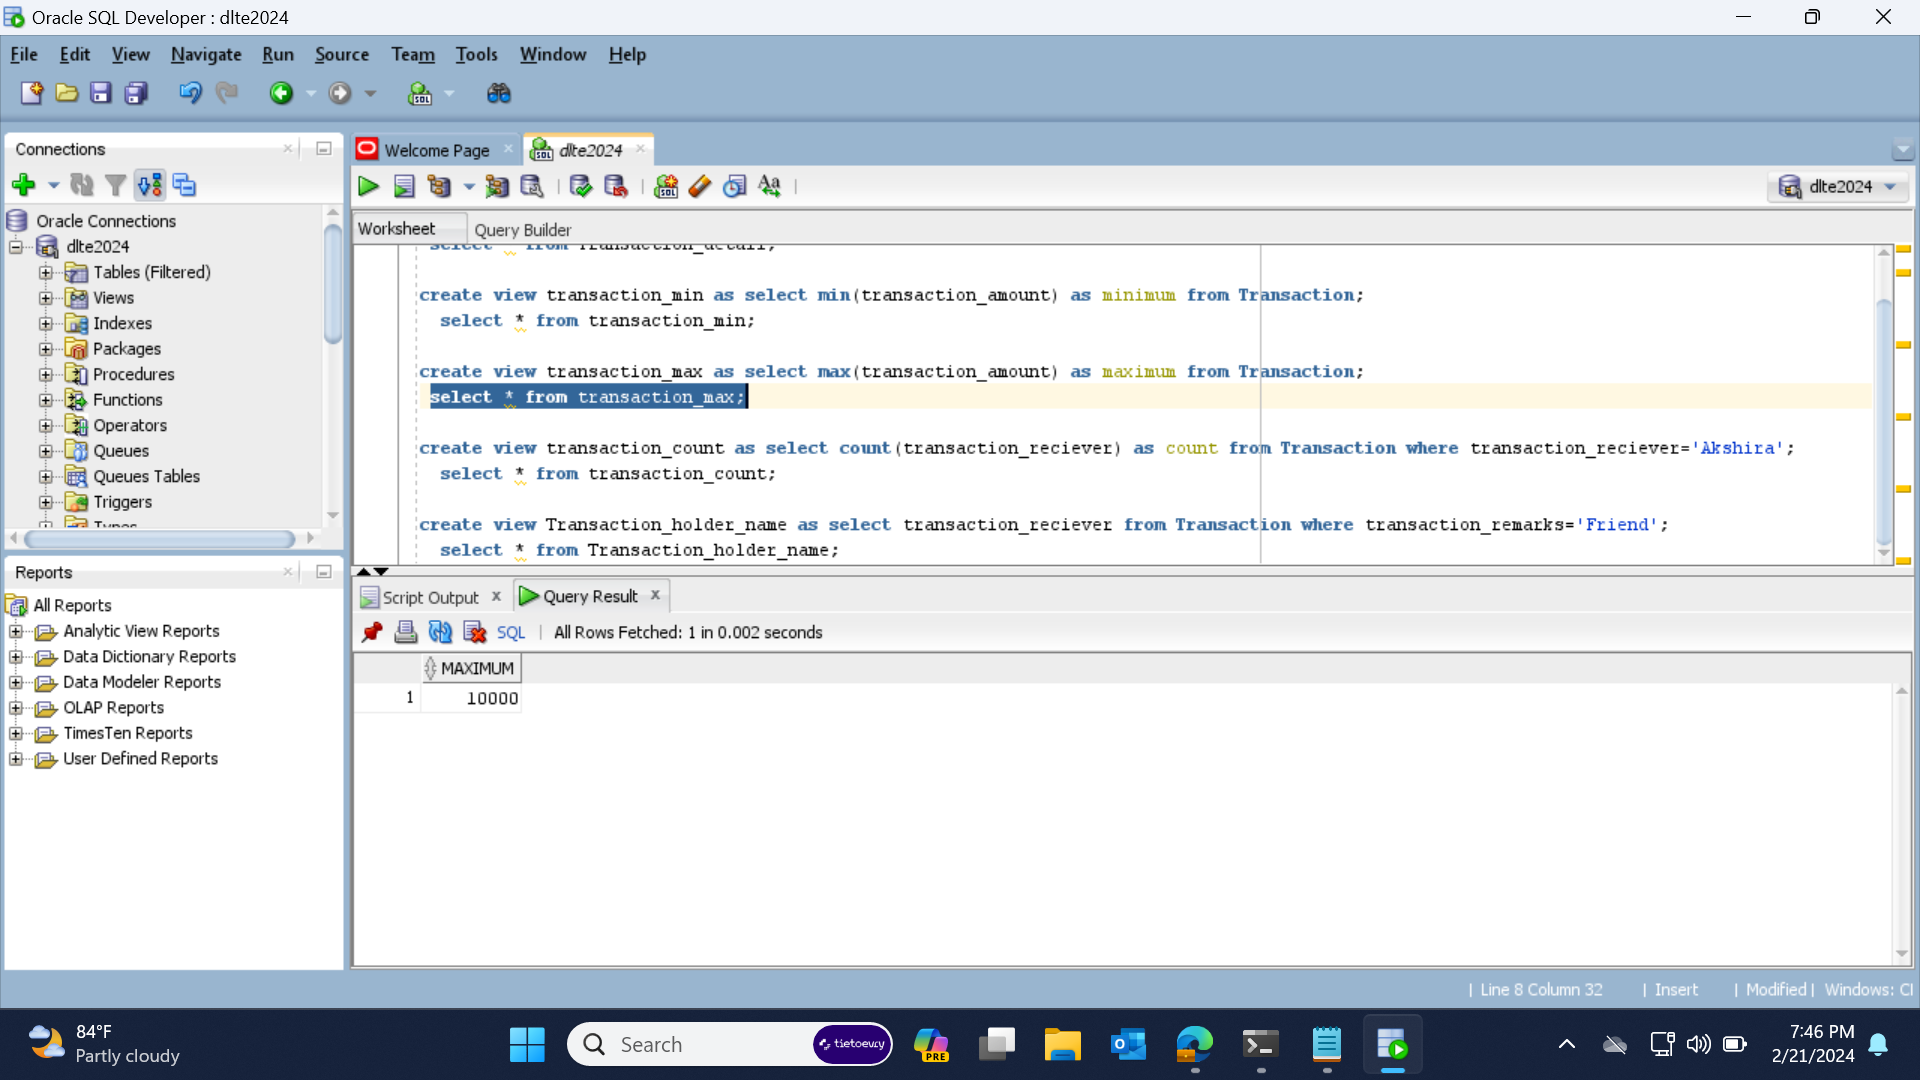 Oracle SQL Developer : dlte2024
File Edit View Navigate Run Source Team Tools Window Help
Connections
Oracle Connections
dlte2024
Tables (Filtered)
Views
Indexes
Packages
Procedures
Functions
Operators
Queues
Queues Tables
Triggers
Types
Reports
All Reports
Analytic View Reports
Data Dictionary Reports
Data Modeler Reports
OLAP Reports
TimesTen Reports
User Defined Reports
Welcome Page
dlte2024
dlte2024
Worksheet Query Builder
select * from Transaction_detail;
create view transaction_min as select min(transaction_amount) as minimum from Transaction;
select * from transaction_min;
create view transaction_max as select max(transaction_amount) as maximum from Transaction;
select * from transaction_max;
create view transaction_count as select count(transaction_reciever) as count from Transaction where transaction_reciever='Akshira';
select * from transaction_count;
create view Transaction_holder_name as select transaction_reciever from Transaction where transaction_remarks='Friend';
select * from Transaction_holder_name;
Script Output x Query Result x
SQL | All Rows Fetched: 1 in 0.002 seconds
MAXIMUM
1 10000
| Line 8 Column 32 | Insert | Modified | Windows: Cl
84°F
Partly cloudy
Search
tietoevry
PRE
7:46 PM
2/21/2024